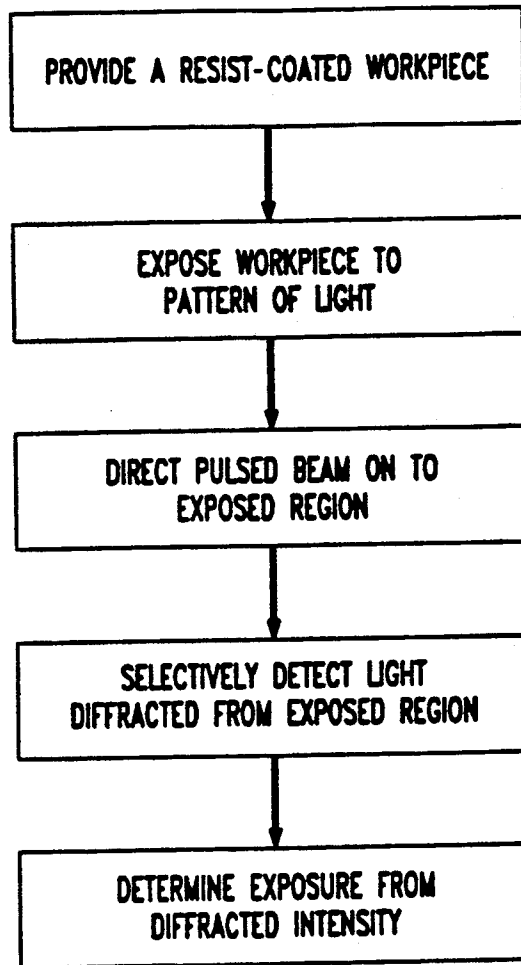 PROVIDE A RESIST-COATED WORKPIECE
EXPOSE WORKPIECE TO
PATTERN OF LIGHT
DIRECT PULSED BEAM ON TO
EXPOSED REGION
SELECTIVELY DETECT LIGHT
DIFFRACTED FROM EXPOSED REGION
DETERMINE EXPOSURE FROM
DIFFRACTED INTENSITY